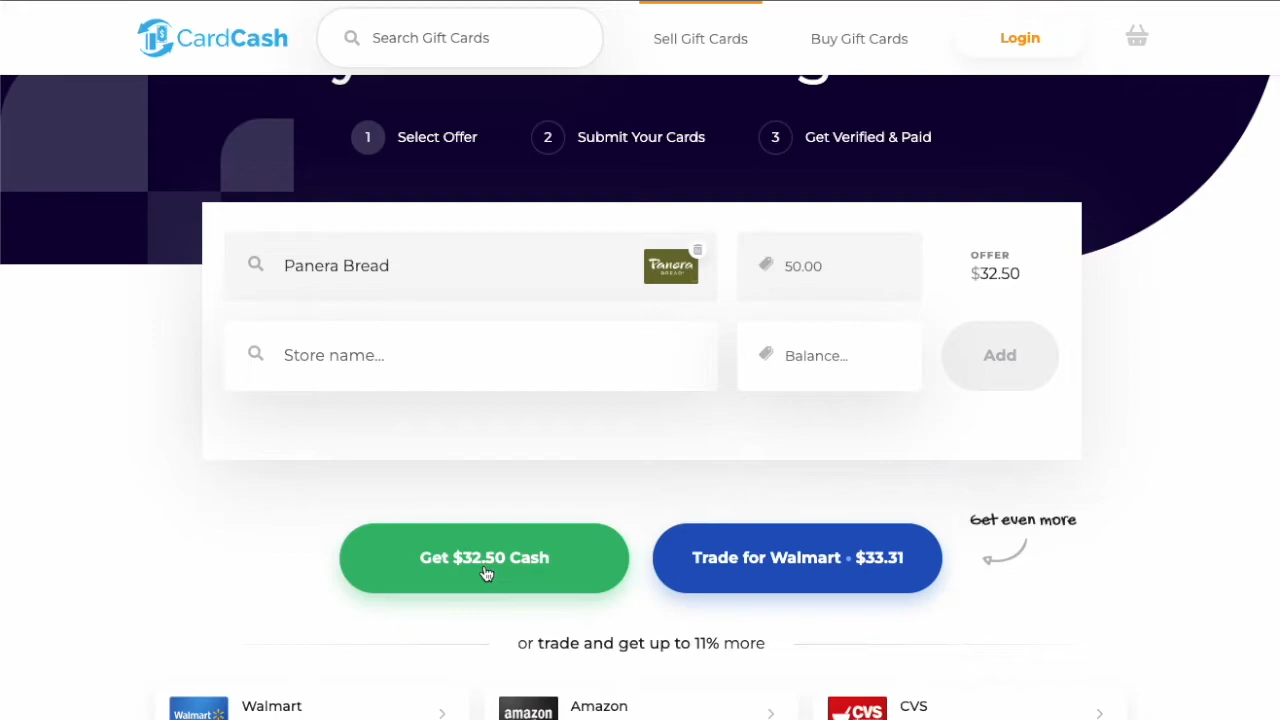 CardCash
Search Gift Cards
Sell Gift Cards
Buy Gift Cards
Login
1 Select Offer
2 Submit Your Cards
3 Get Verified & Paid
Panera Bread
Panera
BREAD
50.00
OFFER
$32.50
Store name...
Balance...
Add
Get $32.50 Cash
Trade for Walmart • $33.31
Get even more
or trade and get up to 11% more
Walmart
Walmart
amazon
Amazon
CVS
CVS